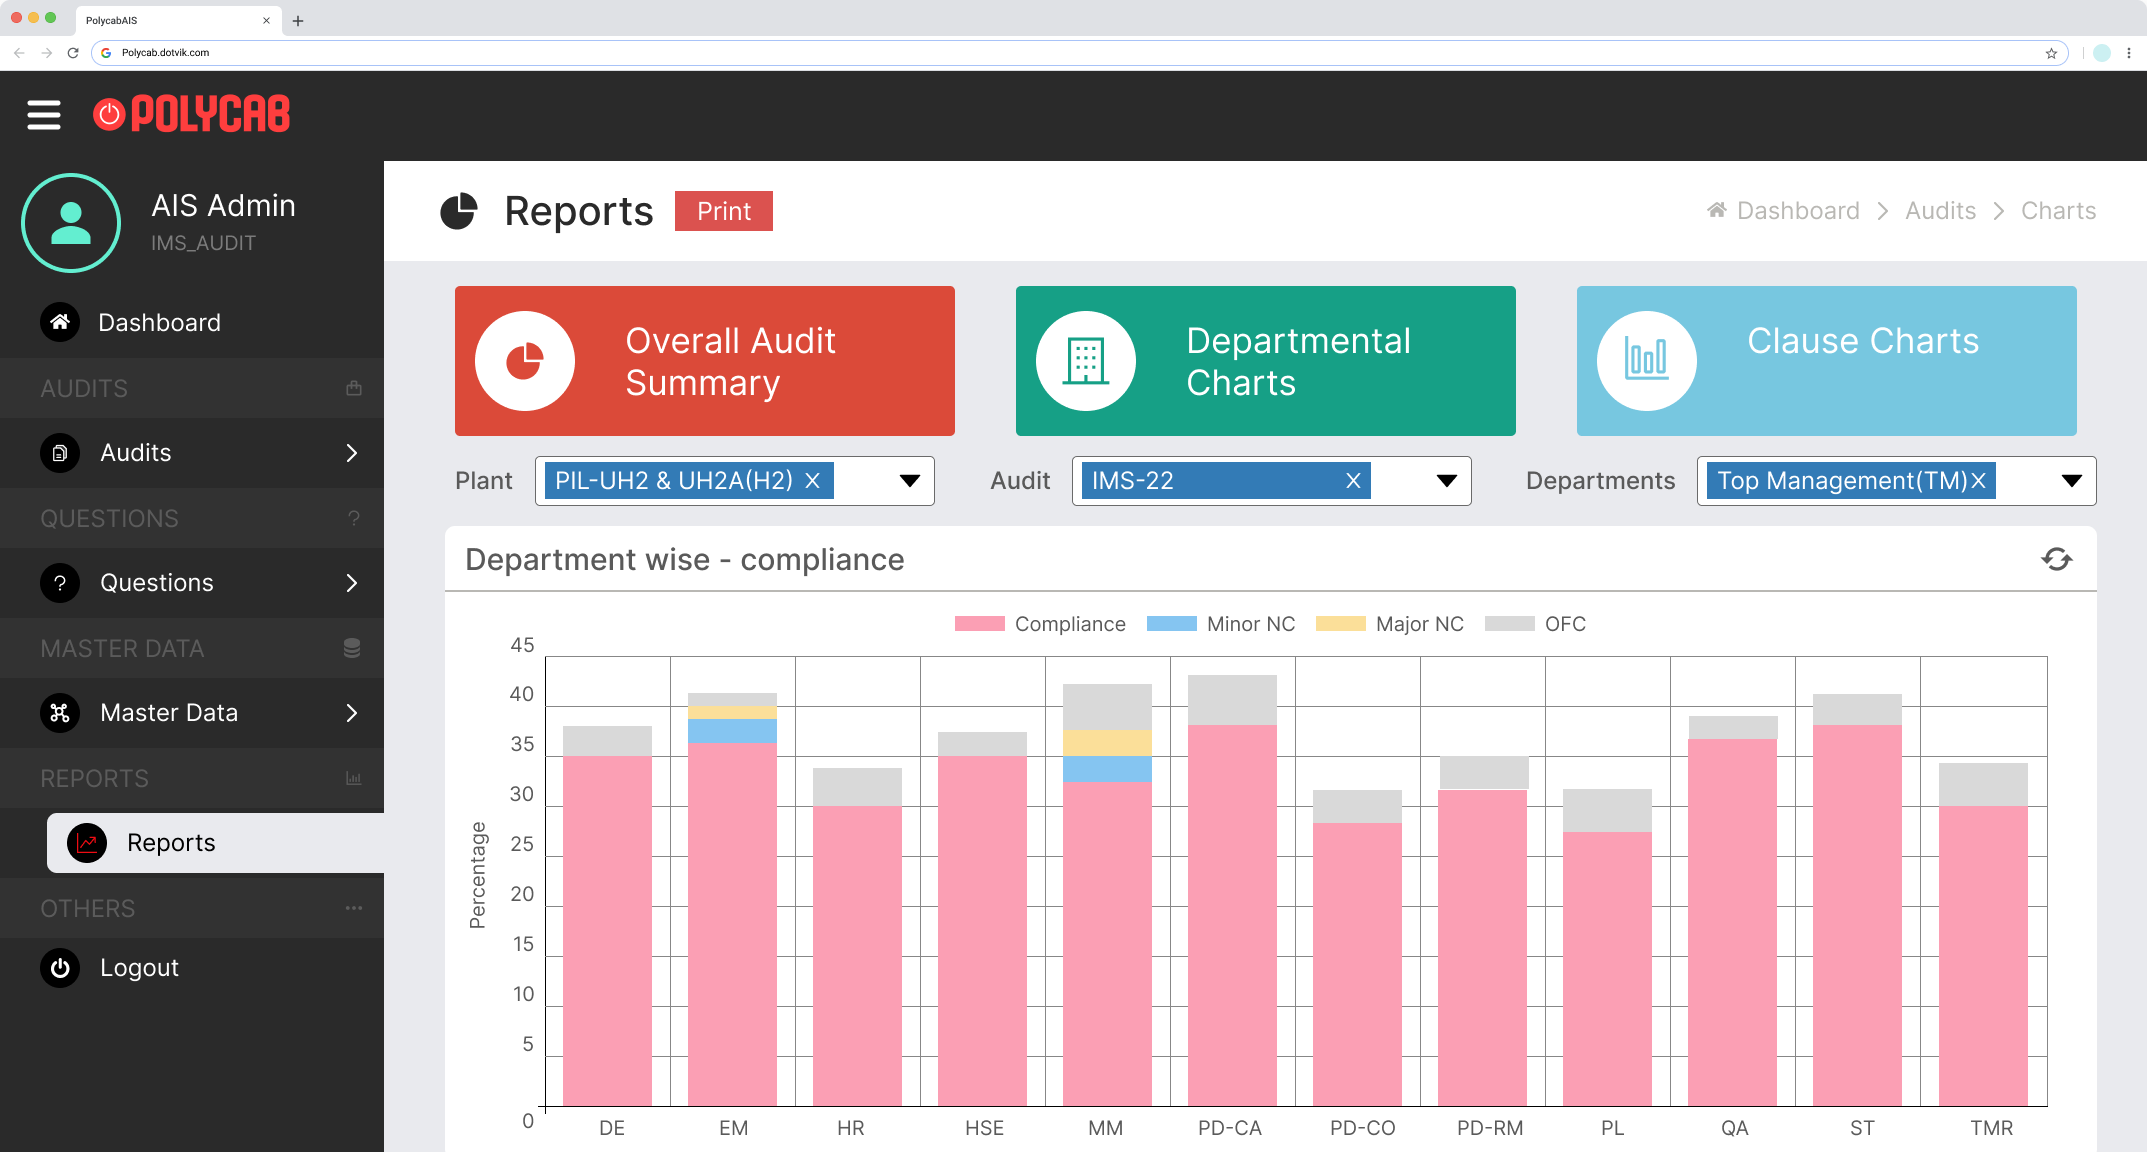 PolycabAIS
Polycab.dotvik.com
POLYCAB
AIS Admin
IMS_AUDIT
Dashboard
AUDITS
Audits
QUESTIONS
?
?
Questions
MASTER DATA
Master Data
REPORTS
Reports
OTHERS
Logout
Reports
Print
Dashboard > Audits > Charts
Overall Audit
Summary
Departmental
Charts
Clause Charts
Plant
PIL-UH2 & UH2A(H2) X
Audit
IMS-22 X
Departments
Top Management(TM)X
Department wise - compliance
Compliance Minor NC Major NC OFC
Percentage
45
40
35
30
25
20
15
10
5
0
DE EM HR HSE MM PD-CA PD-CO PD-RM PL QA ST TMR